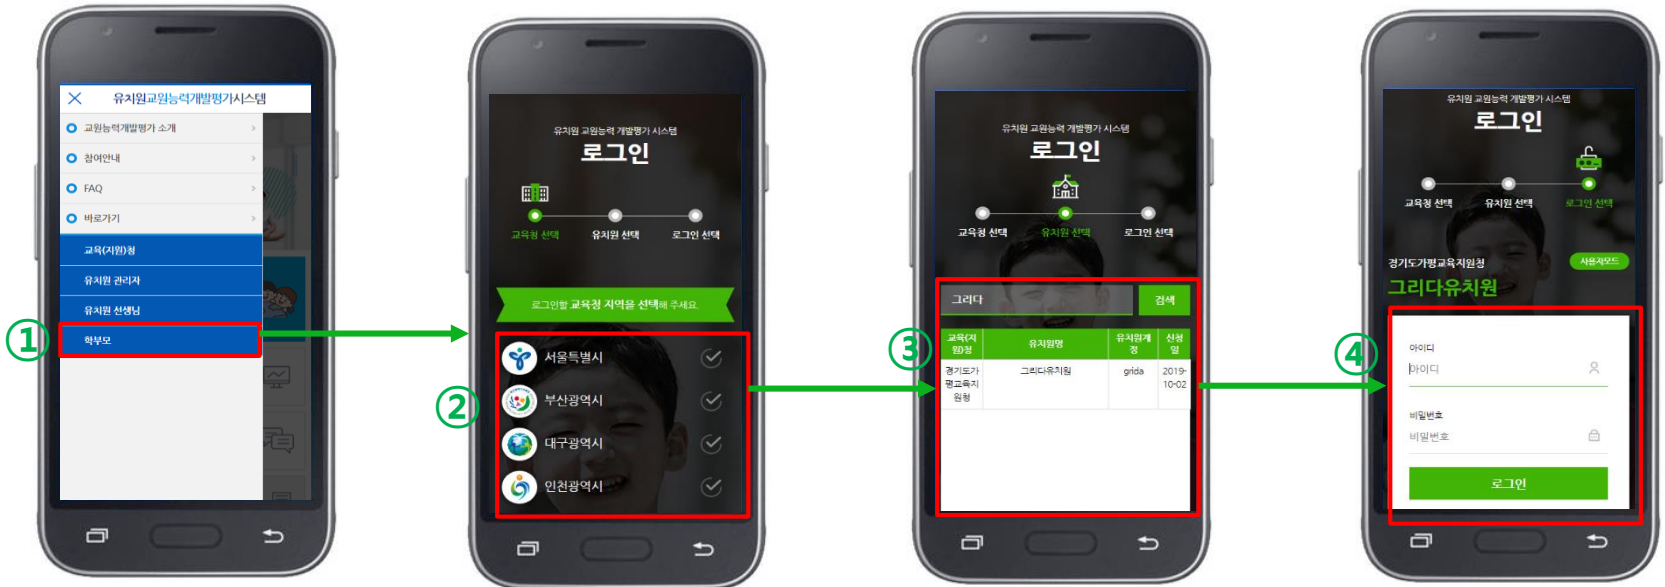 ①
유치원교원능력개발평가시스템
교원능력개발평가 소개
참여안내
FAQ
바로가기
교육(지원)청
유치원 관리자
유치원 선생님
학부모
②
유치원 교원능력 개발평가 시스템
로그인
교육청 선택
유치원 선택
로그인 선택
로그인할 교육청 지역을 선택해 주세요.
서울특별시
부산광역시
대구광역시
인천광역시
③
유치원 교원능력 개발평가 시스템
로그인
교육청 선택
유치원 선택
로그인 선택
그리다
검색
교육(지
원)청
유치원명
유치원계
정
신청
일
경기도가
평교육지
원청
그리다유치원
grida
2019-
10-02
④
유치원 교원능력 개발평가 시스템
로그인
교육청 선택
유치원 선택
로그인 선택
경기도가평교육지원청
사용자모드
그리다유치원
아이디
아이디
비밀번호
비밀번호
로그인